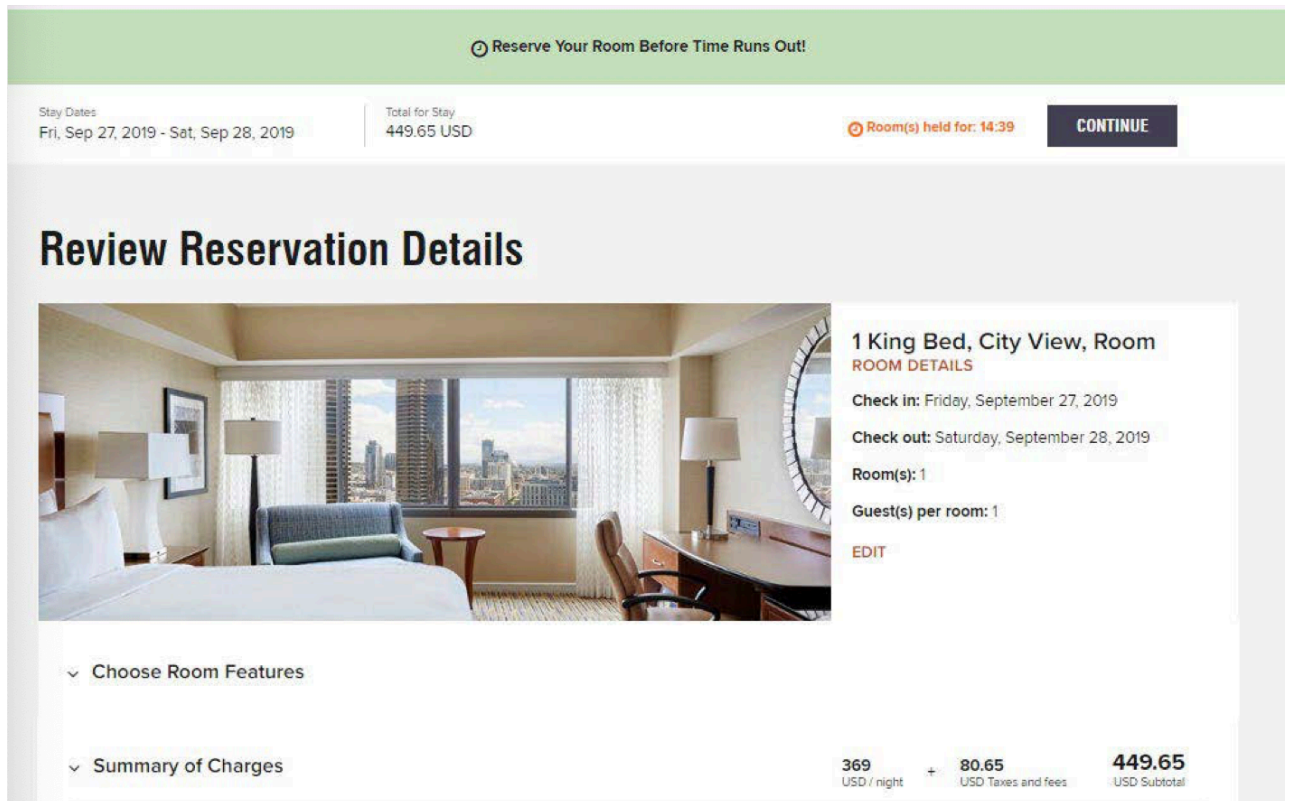 Reserve Your Room Before Time Runs Out!
Stay Dates
Fri, Sep 27, 2019 - Sat, Sep 28, 2019
Total for Stay
449.65 USD
Room(s) held for: 14:39
CONTINUE
Review Reservation Details
1 King Bed, City View, Room
ROOM DETAILS
Check in: Friday, September 27, 2019
Check out: Saturday, September 28, 2019
Room(s): 1
Guest(s) per room: 1
EDIT
Choose Room Features
Summary of Charges
369
USD / night
+
80.65
USD Taxes and fees
449.65
USD Subtotal